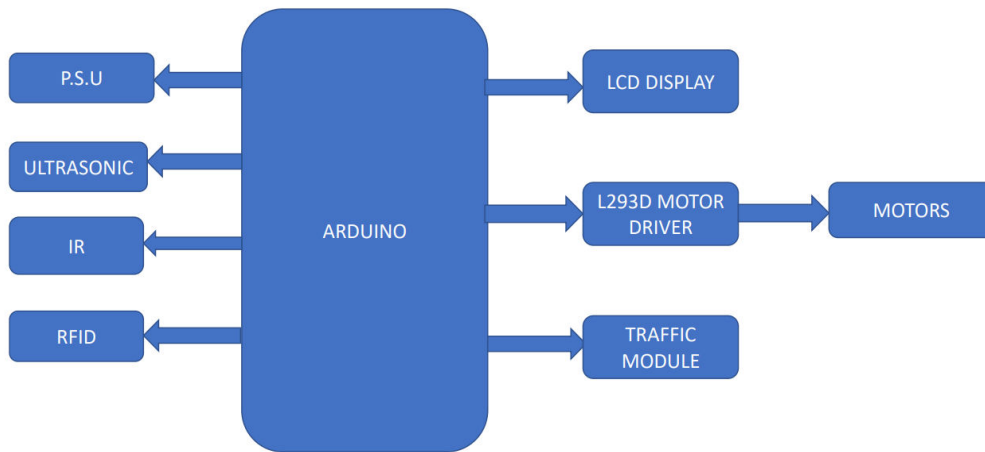 P.S.U
ULTRASONIC
IR
RFID
ARDUINO
LCD DISPLAY
L293D MOTOR
DRIVER
MOTORS
TRAFFIC
MODULE